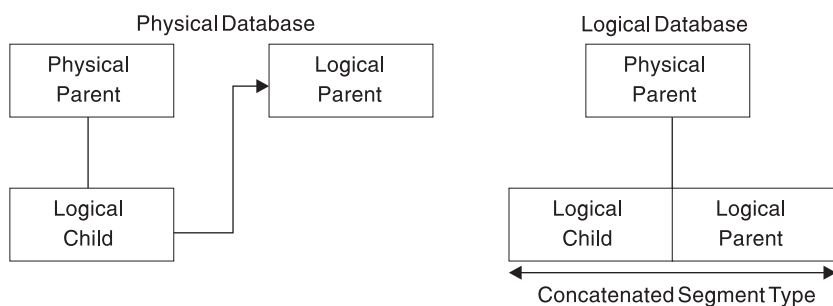 Physical Database
Physical
Parent
Logical
Parent
Logical
Child
Logical Database
Physical
Parent
Logical
Child
Logical
Parent
Concatenated Segment Type